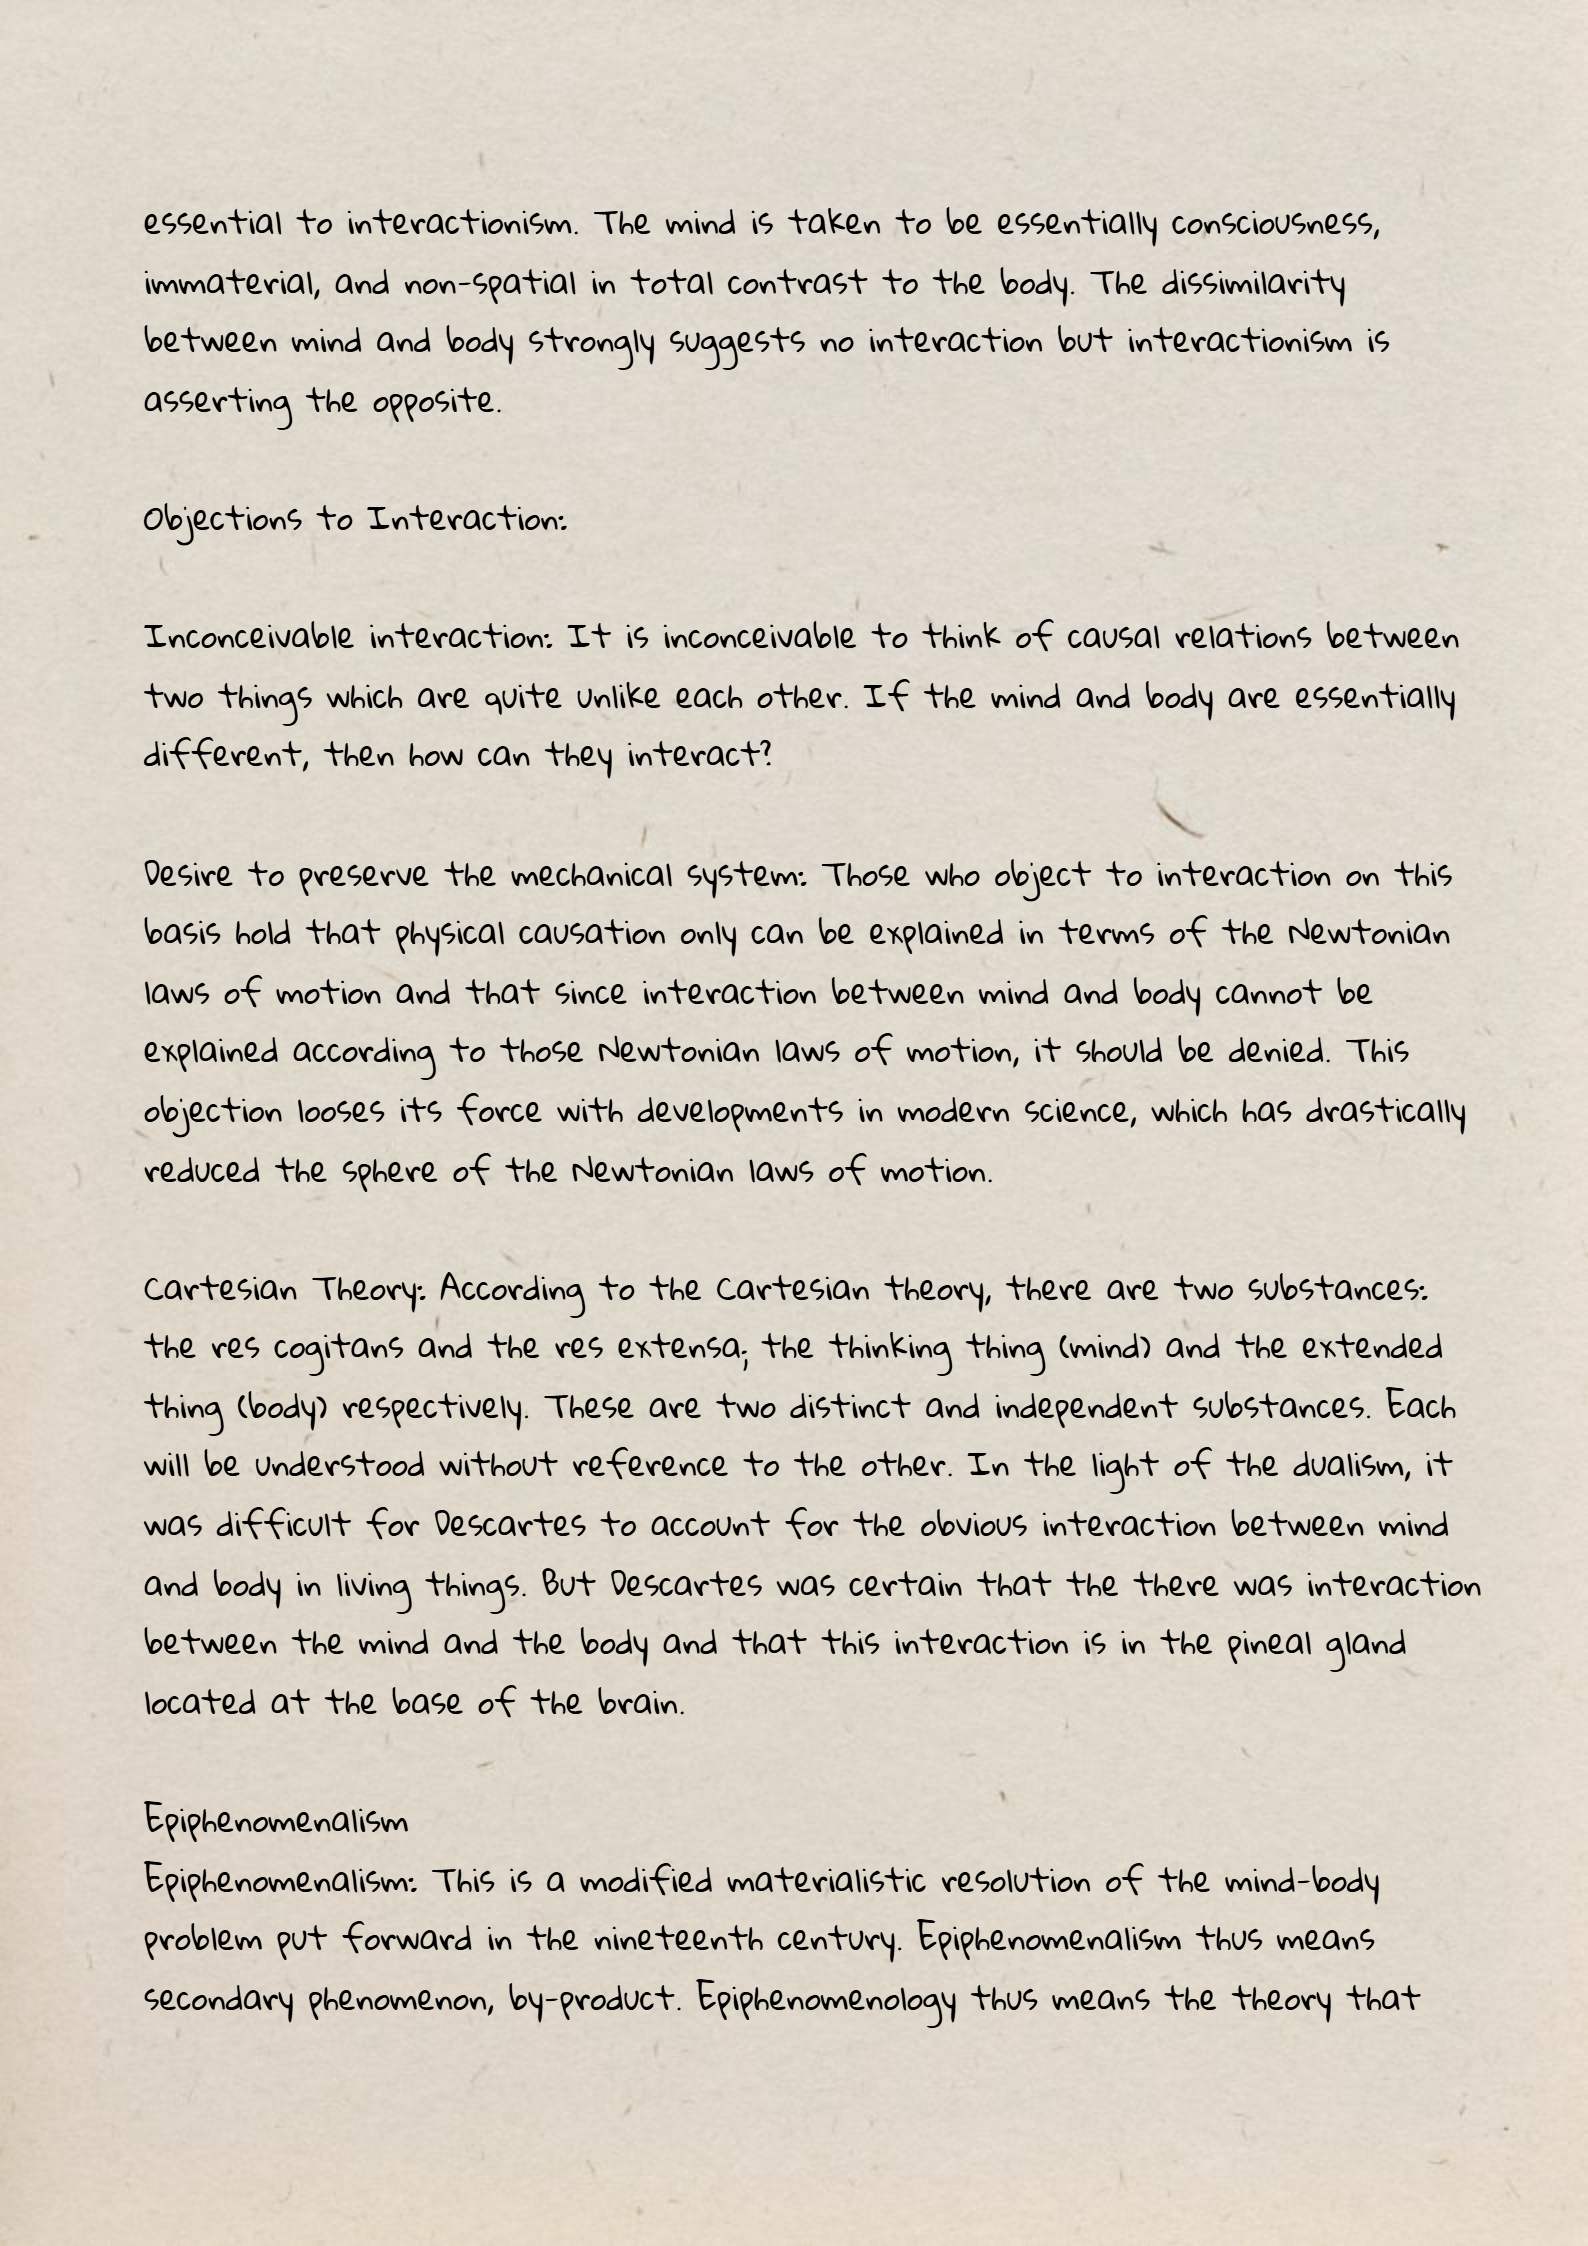 essential to interactionism. The mind is taken to be essentially consciousness,
immaterial, and non-spatial in total contrast to the body. The dissimilarity
between mind and body strongly suggests no interaction but interactionism is
asserting the opposite.
Objections to Interaction:
Inconceivable interaction: It is inconceivable to think of causal relations between
two things which are quite unlike each other. If the mind and body are essentially
different, then how can they interact?
Desire to preserve the mechanical system: Those who object to interaction on this
basis hold that physical causation only can be explained in terms of the Newtonian
laws of motion and that since interaction between mind and body cannot be
explained according to those Newtonian laws of motion, it should be denied. This
objection looses its force with developments in modern science, which has drastically
reduced the sphere of the Newtonian laws of motion.
Cartesian Theory: According to the Cartesian theory, there are two substances:
the res cogitans and the res extensa; the thinking thing (mind) and the extended
thing (body) respectively. These are two distinct and independent substances. Each
will be understood without reference to the other. In the light of the dualism, it
was difficult for Descartes to account for the obvious interaction between mind
and body in living things. But Descartes was certain that the there was interaction
between the mind and the body and that this interaction is in the pineal gland
located at the base of the brain.
Epiphenomenalism
Epiphenomenalism: This is a modified materialistic resolution of the mind-body
problem put forward in the nineteenth century. Epiphenomenalism thus means
secondary phenomenon, by-product. Epiphenomenology thus means the theory that